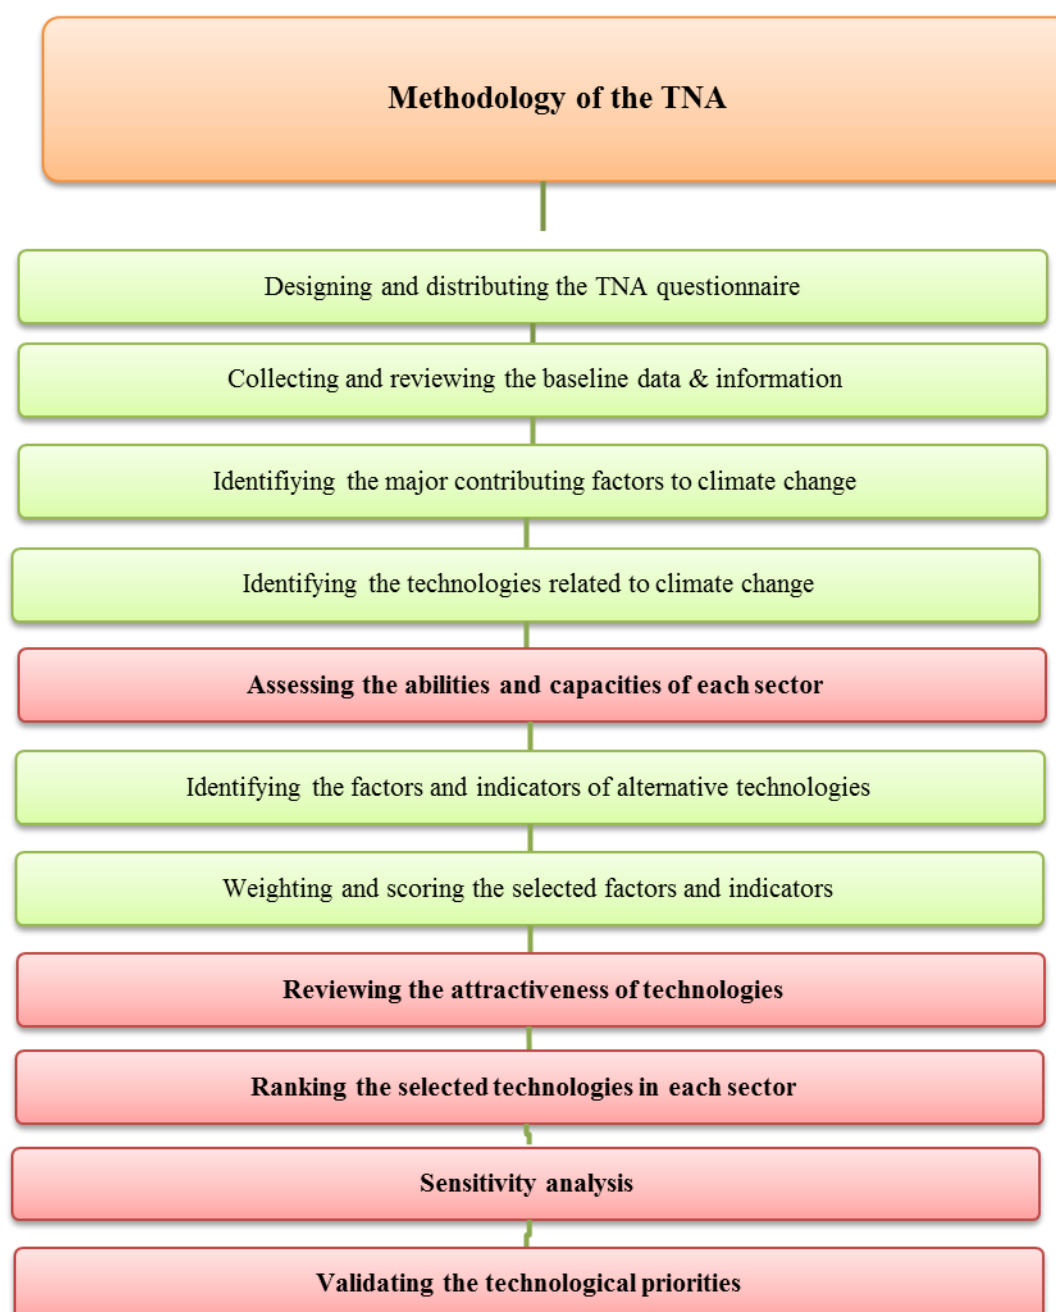 Methodology of the TNA
Designing and distributing the TNA questionnaire
Collecting and reviewing the baseline data & information
Identifiying the major contributing factors to climate change
Identifying the technologies related to climate change
Assessing the abilities and capacities of each sector
Identifying the factors and indicators of alternative technologies
Weighting and scoring the selected factors and indicators
Reviewing the attractiveness of technologies
Ranking the selected technologies in each sector
Sensitivity analysis
Validating the technological priorities